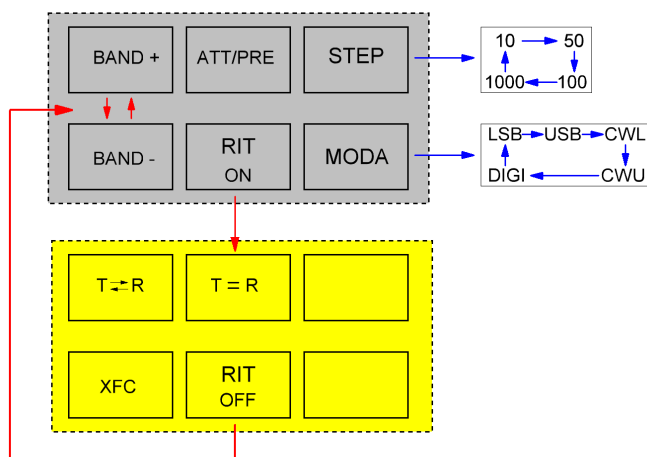 BAND +
ATT/PRE
STEP
10 50
1000 100
BAND -
RIT
ON
MODA
LSB USB CWL
DIGI CWU
T⇄R
T = R
XFC
RIT
OFF